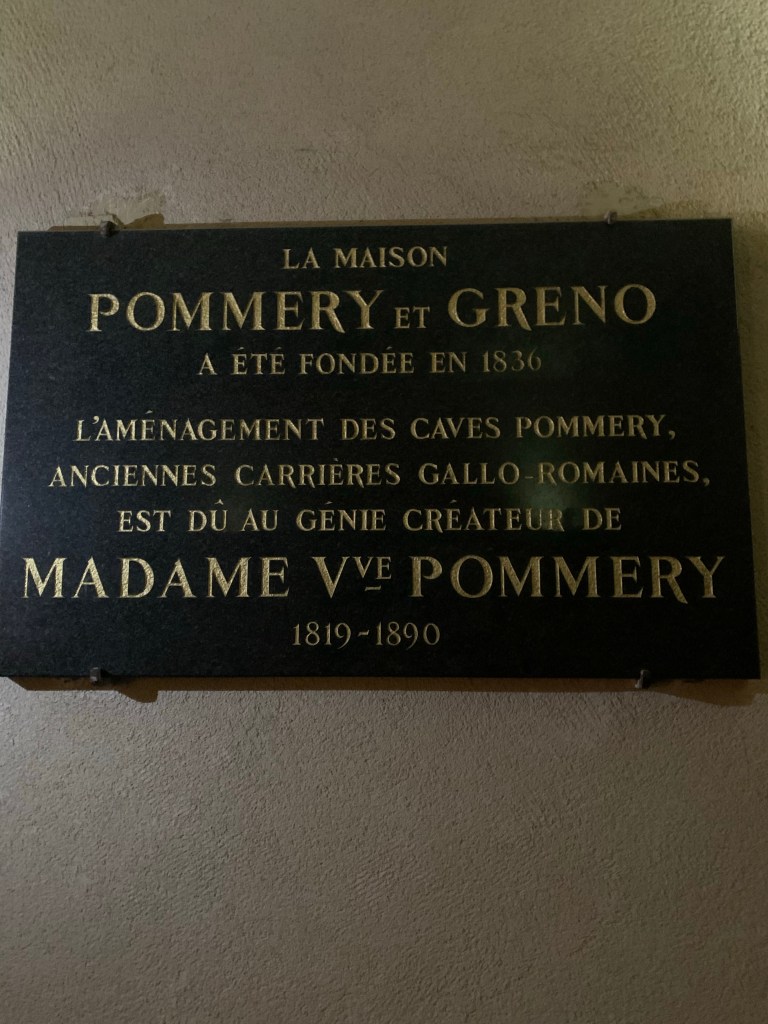 LA MAISON
POMMERY ET GRENO
A ÉTÉ FONDÉE EN 1836
L'AMÉNAGEMENT DES CAVES POMMERY,
ANCIENNES CARRIÈRES GALLO-ROMAINES,
EST DÛ AU GÉNIE CRÉATEUR DE
MADAME VVE POMMERY
1819-1890